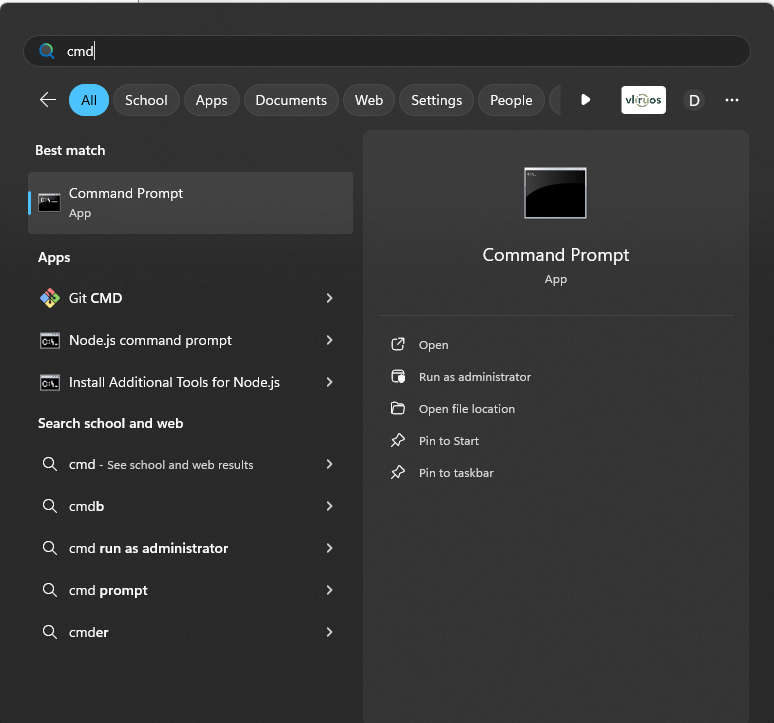 cmd
All
School
Apps
Documents
Web
Settings
People
D
Best match
Command Prompt
App
Apps
Git CMD
Node.js command prompt
Install Additional Tools for Node.js
Search school and web
cmd - See school and web results
cmdb
cmd run as administrator
cmd prompt
cmder
Command Prompt
App
Open
Run as administrator
Open file location
Pin to Start
Pin to taskbar